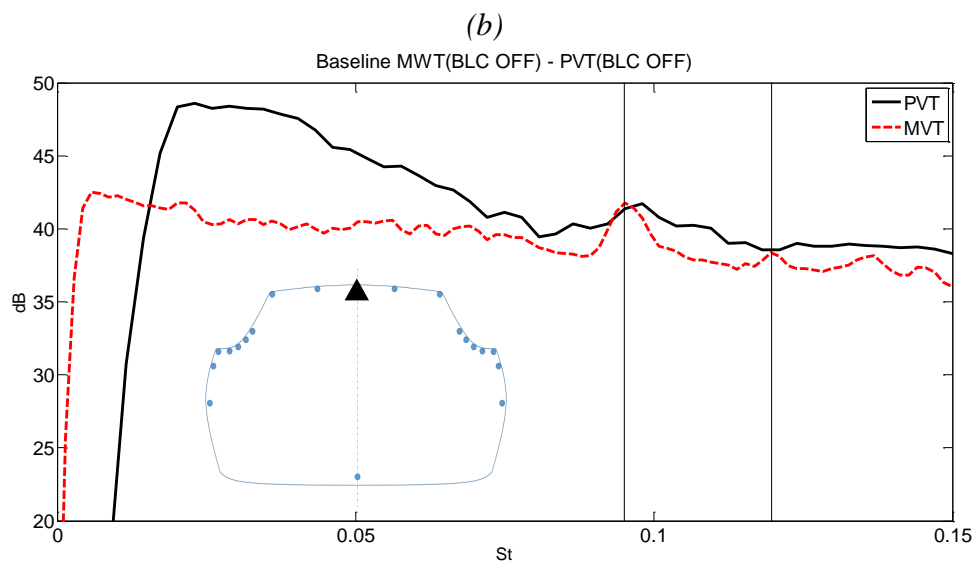 (b)
Baseline MWT(BLC OFF) - PVT(BLC OFF)
50
45
40
35
30
25
20
dB
PVT
MVT
0
0.05
0.1
0.15
St